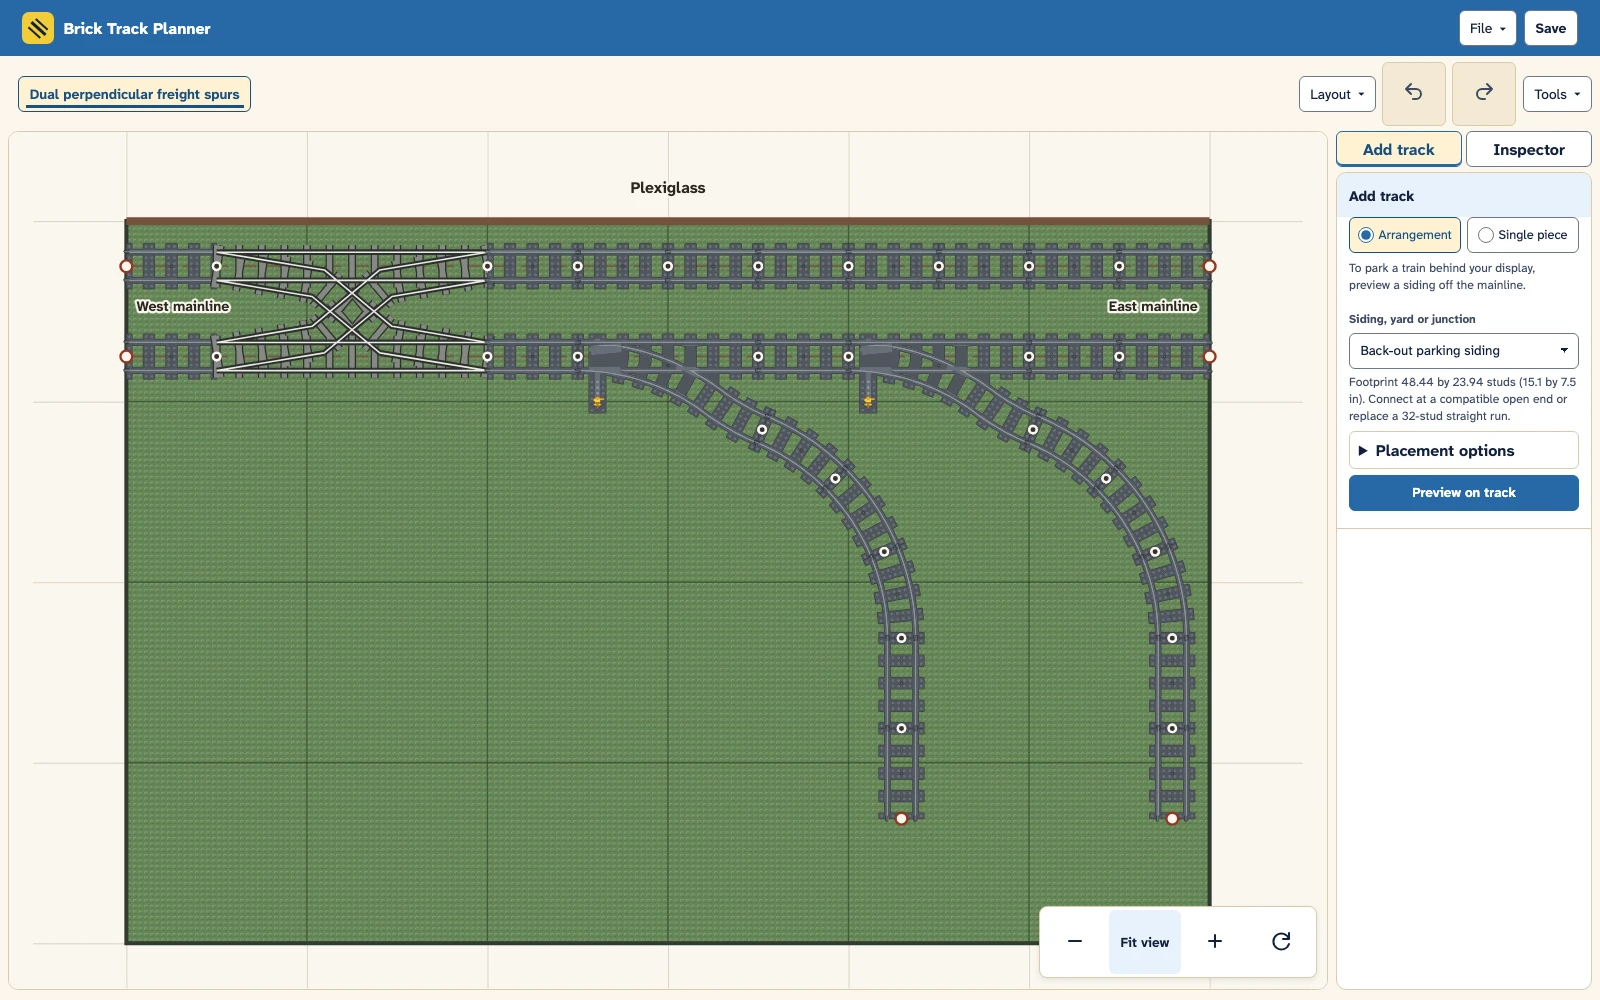 Brick Track Planner
File
Save
Dual perpendicular freight spurs
Layout
Tools
Add track
Inspector
Plexiglass
West mainline
East mainline
Add track
Arrangement
Single piece
To park a train behind your display,
preview a siding off the mainline.
Siding, yard or junction
Back-out parking siding
Footprint 48.44 by 23.94 studs (15.1 by 7.5
in). Connect at a compatible open end or
replace a 32-stud straight run.
Placement options
Preview on track
Fit view